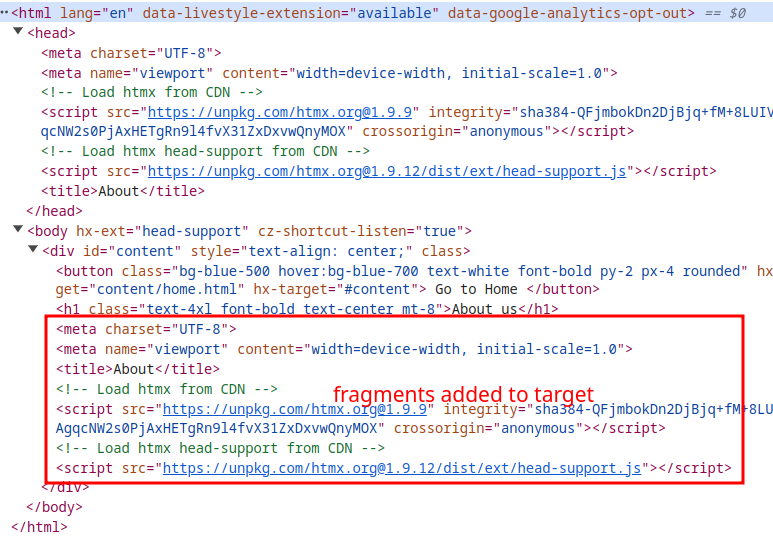 <html lang="en" data-livestyle-extension="available" data-google-analytics-opt-out> == $0
<head>
<meta charset="UTF-8">
<meta name="viewport" content="width=device-width, initial-scale=1.0">
<!-- Load htmx from CDN -->
<script src="https://unpkg.com/htmx.org@1.9.9" integrity="sha384-QFjmbokDn2DjBjq+fM+8LUIV
qcNW2s0PjAxHETgRn9l4fvX31ZxDxvwQnyMOX" crossorigin="anonymous"></script>
<!-- Load htmx head-support from CDN -->
<script src="https://unpkg.com/htmx.org@1.9.12/dist/ext/head-support.js"></script>
<title>About</title>
</head>
<body hx-ext="head-support" cz-shortcut-listen="true">
<div id="content" style="text-align: center;" class>
<button class="bg-blue-500 hover:bg-blue-700 text-white font-bold py-2 px-4 rounded" hx
get="content/home.html" hx-target="#content"> Go to Home </button>
<h1 class="text-4xl font-bold text-center mt-8">About us</h1>
<meta charset="UTF-8">
<meta name="viewport" content="width=device-width, initial-scale=1.0">
<title>About</title>
<!-- Load htmx from CDN -->
fragments added to target
<script src="https://unpkg.com/htmx.org@1.9.9" integrity="sha384-QFjmbokDn2DjBjq+fM+8LU
AgqcNW2s0PjAxHETgRn9l4fvX31ZxDxvwQnyMOX" crossorigin="anonymous"></script>
<!-- Load htmx head-support from CDN -->
<script src="https://unpkg.com/htmx.org@1.9.12/dist/ext/head-support.js"></script>
</div>
</body>
</html>